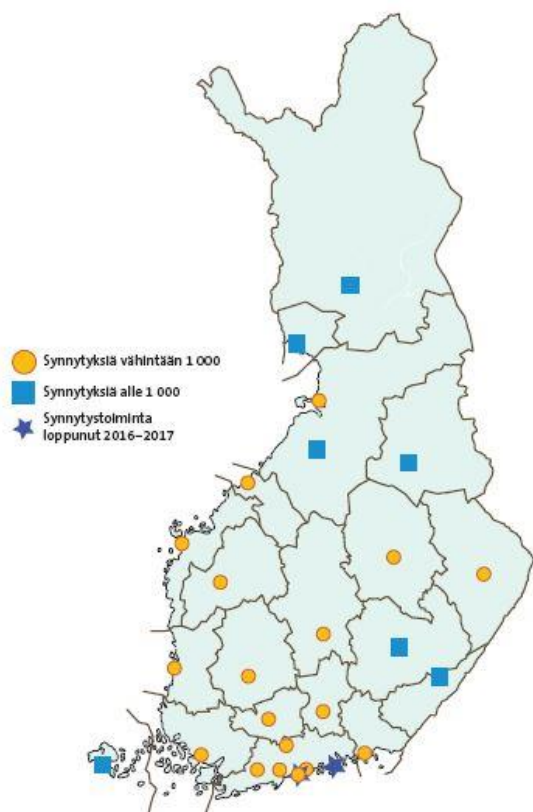 Synnytyksiä vähintään 1 000
Synnytyksiä alle 1 000
Synnytystoiminta
loppunut 2016–2017